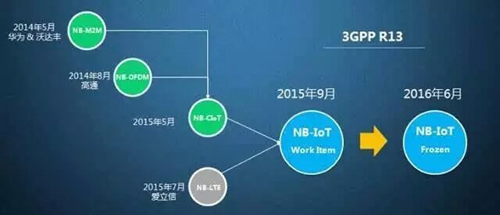 3GPP R13
2014年5月
华为 & 沃达丰
NB-M2M
2014年8月
高通
NB-OFDM
2015年5月
NB-CIoT
2015年7月
爱立信
NB-LTE
2015年9月
NB-IoT
Work Item
2016年6月
NB-IoT
Frozen